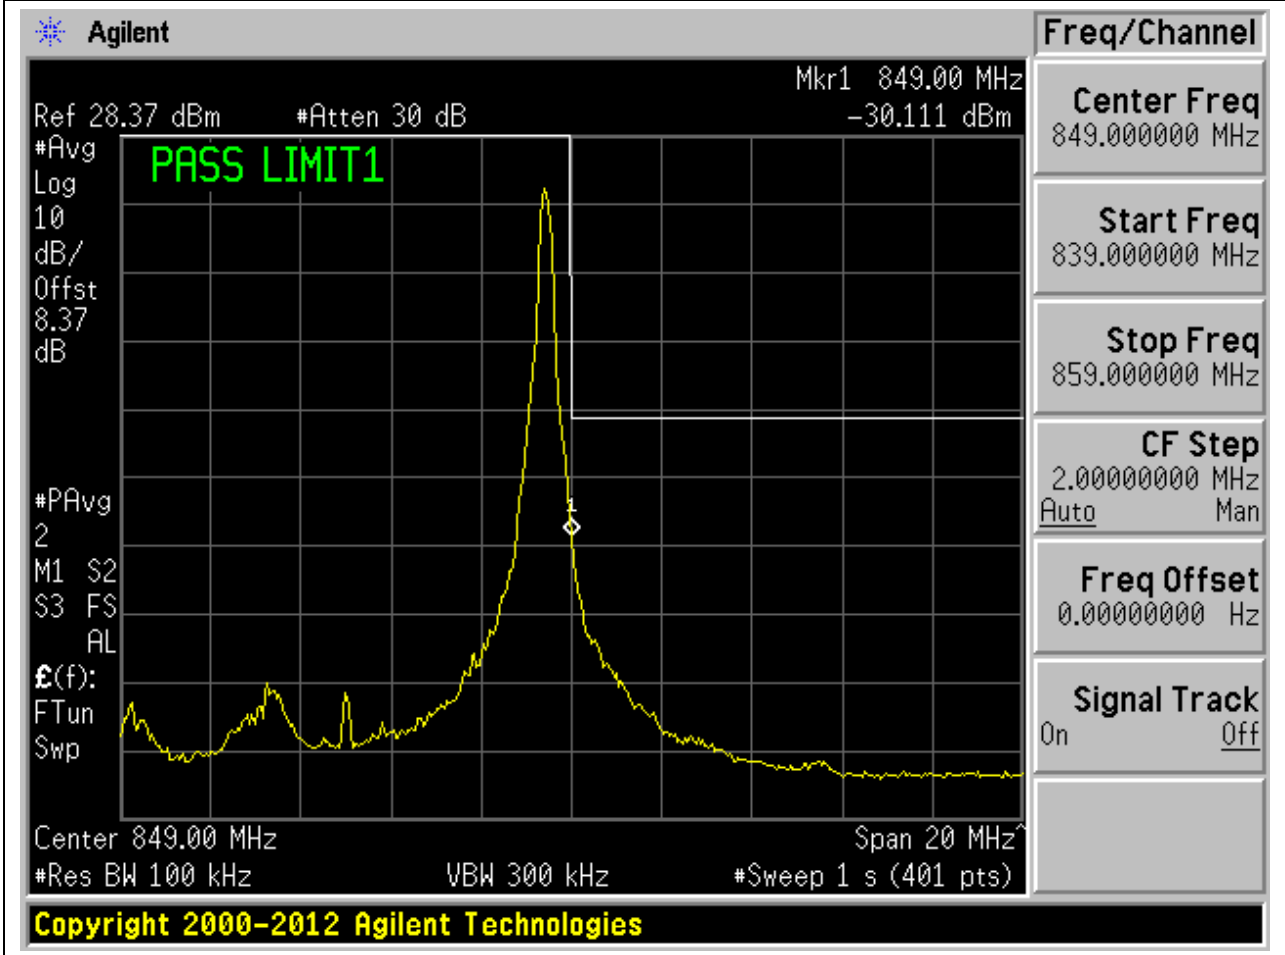 Agilent
Freq/Channel
Mkr1 849.00 MHz
Ref 28.37 dBm #Atten 30 dB -30.111 dBm
#Avg
Log
10
dB/
Offst
8.37
dB
PASS LIMIT1
1
#PAvg
2
M1 S2
S3 FS
AL
£(f):
FTun
Swp
Center 849.00 MHz Span 20 MHz^
#Res BW 100 kHz VBW 300 kHz #Sweep 1 s (401 pts)
Center Freq
849.000000 MHz
Start Freq
839.000000 MHz
Stop Freq
859.000000 MHz
CF Step
2.00000000 MHz
Auto Man
Freq Offset
0.00000000 Hz
Signal Track
On Off
Copyright 2000-2012 Agilent Technologies